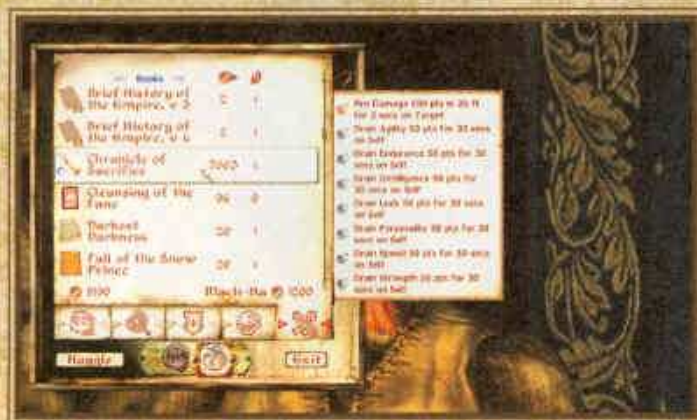 Books
Brief History of
the Empire, v 3
Brief History of
the Empire, v 4
Chronicle of
Sacrifice
Cleansing of the
Fane
Darkest
Darkness
Fall of the Snow
Prince
Haggle
Exit
Fire Damage 100 pts in 20 ft
for 2 secs on Target
Drain Agility 50 pts for 30 secs
on Self
Drain Endurance 50 pts for 30
secs on Self
Drain Intelligence 50 pts for
30 secs on Self
Drain Luck 50 pts for 30 secs
on Self
Drain Personality 50 pts for 30
secs on Self
Drain Speed 50 pts for 30 secs
on Self
Drain Strength 50 pts for 30
secs on Self